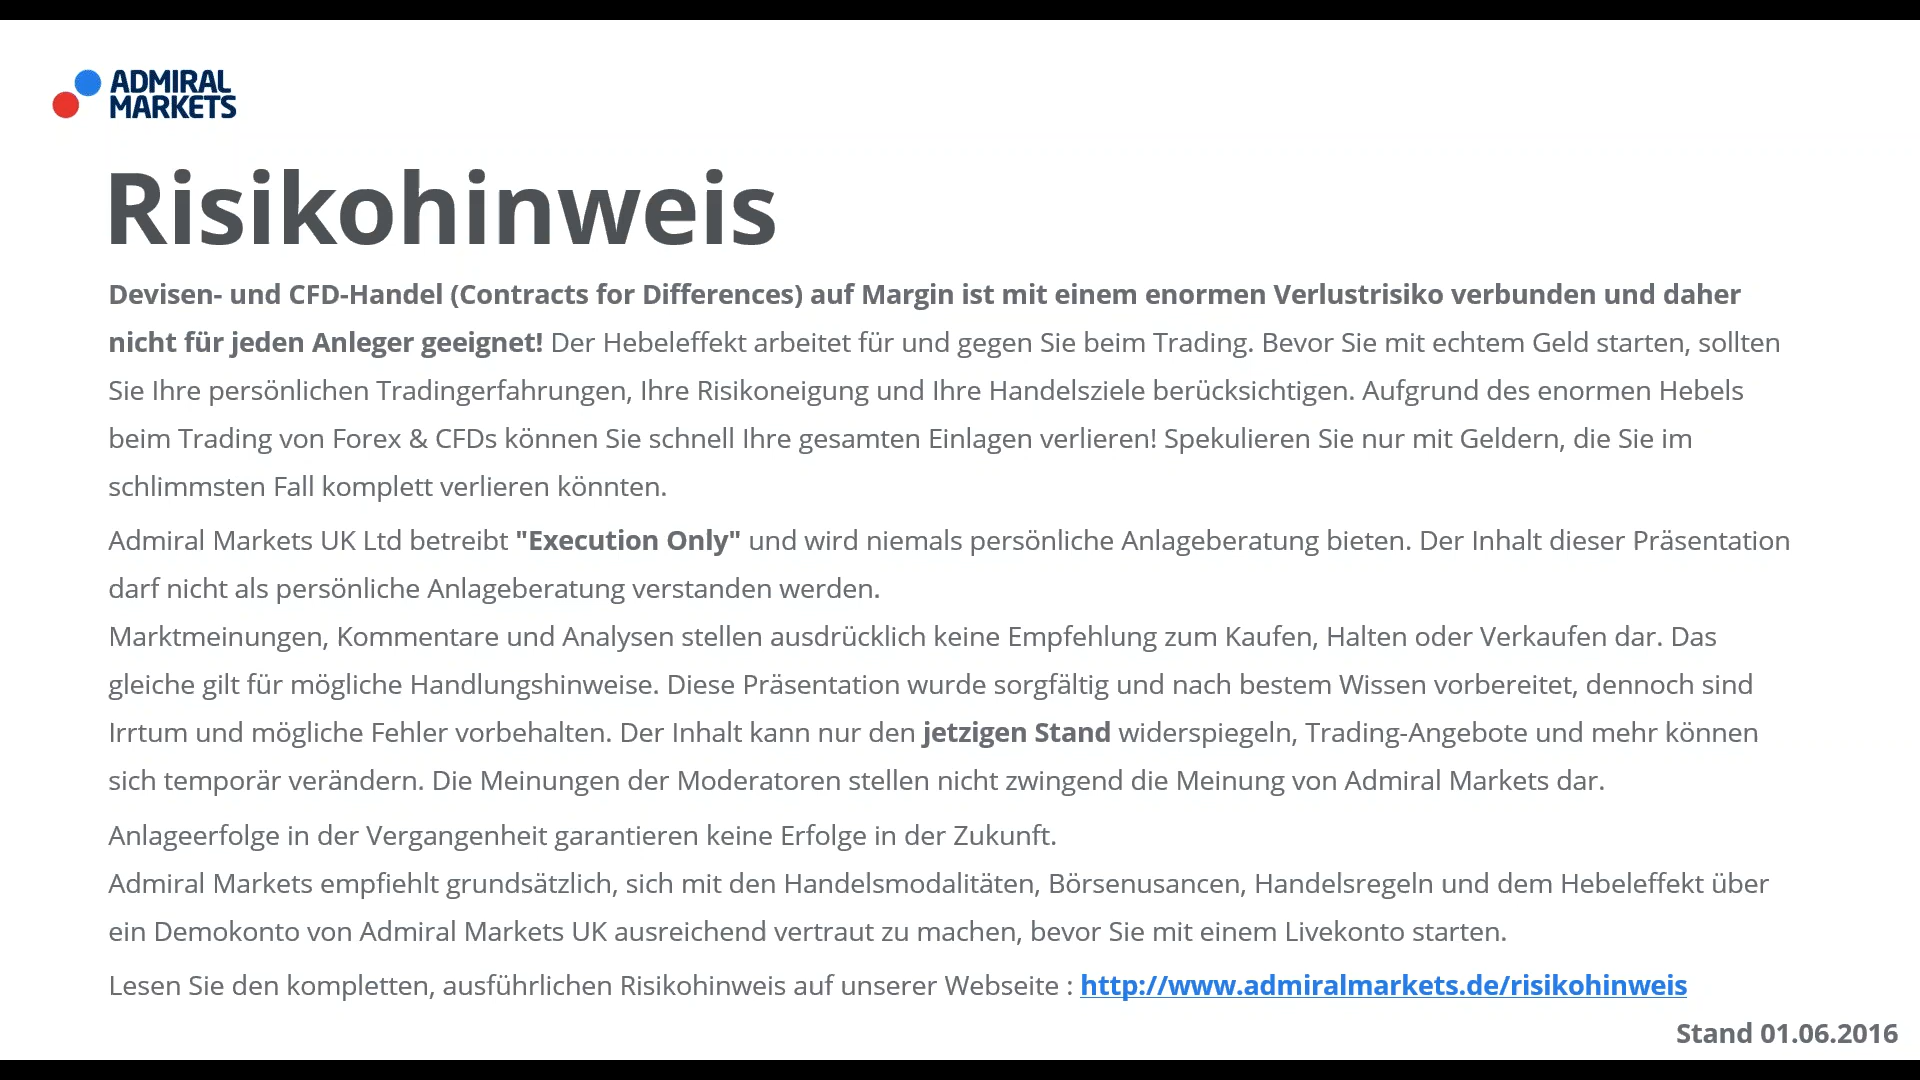 ADMIRAL
MARKETS
Risikohinweis
Devisen- und CFD-Handel (Contracts for Differences) auf Margin ist mit einem enormen Verlustrisiko verbunden und daher
nicht für jeden Anleger geeignet! Der Hebeleffekt arbeitet für und gegen Sie beim Trading. Bevor Sie mit echtem Geld starten, sollten
Sie Ihre persönlichen Tradingerfahrungen, Ihre Risikoneigung und Ihre Handelsziele berücksichtigen. Aufgrund des enormen Hebels
beim Trading von Forex & CFDs können Sie schnell Ihre gesamten Einlagen verlieren! Spekulieren Sie nur mit Geldern, die Sie im
schlimmsten Fall komplett verlieren könnten.
Admiral Markets UK Ltd betreibt "Execution Only" und wird niemals persönliche Anlageberatung bieten. Der Inhalt dieser Präsentation
darf nicht als persönliche Anlageberatung verstanden werden.
Marktmeinungen, Kommentare und Analysen stellen ausdrücklich keine Empfehlung zum Kaufen, Halten oder Verkaufen dar. Das
gleiche gilt für mögliche Handlungshinweise. Diese Präsentation wurde sorgfältig und nach bestem Wissen vorbereitet, dennoch sind
Irrtum und mögliche Fehler vorbehalten. Der Inhalt kann nur den jetzigen Stand widerspiegeln, Trading-Angebote und mehr können
sich temporär verändern. Die Meinungen der Moderatoren stellen nicht zwingend die Meinung von Admiral Markets dar.
Anlageerfolge in der Vergangenheit garantieren keine Erfolge in der Zukunft.
Admiral Markets empfiehlt grundsätzlich, sich mit den Handelsmodalitäten, Börsenusancen, Handelsregeln und dem Hebeleffekt über
ein Demokonto von Admiral Markets UK ausreichend vertraut zu machen, bevor Sie mit einem Livekonto starten.
Lesen Sie den kompletten, ausführlichen Risikohinweis auf unserer Webseite : http://www.admiralmarkets.de/risikohinweis
Stand 01.06.2016